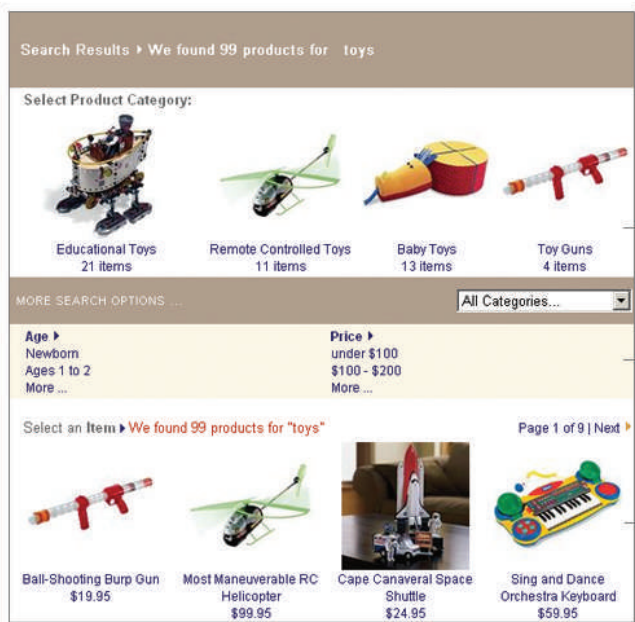 Search Results ▸ We found 99 products for toys
Select Product Category:
Educational Toys
21 items
Remote Controlled Toys
11 items
Baby Toys
13 items
Toy Guns
4 items
MORE SEARCH OPTIONS ...
All Categories...
Age ▸
Newborn
Ages 1 to 2
More ...
Price ▸
under $100
$100 - $200
More ...
Select an Item ▸ We found 99 products for "toys"
Page 1 of 9 | Next ▸
Ball-Shooting Burp Gun
$19.95
Most Maneuverable RC
Helicopter
$99.95
Cape Canaveral Space
Shuttle
$24.95
Sing and Dance
Orchestra Keyboard
$59.95